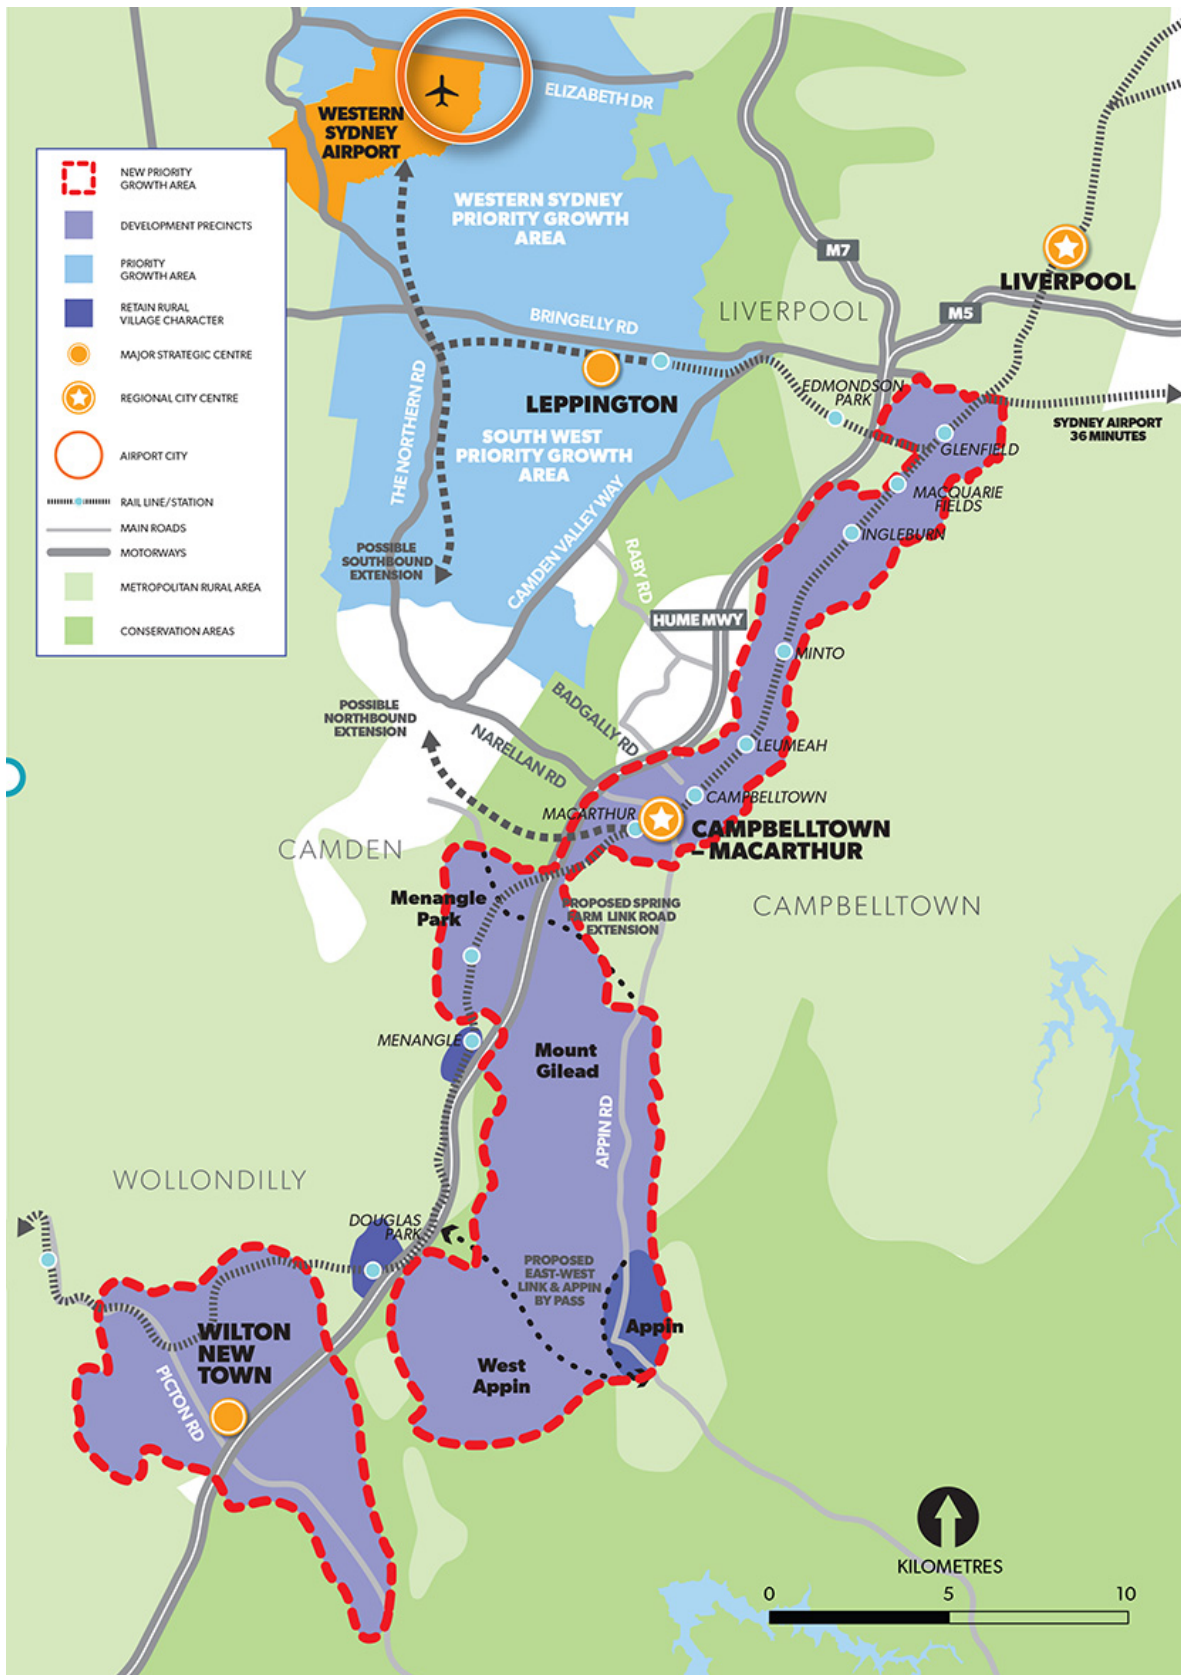 ELIZABETH DR
WESTERN
SYDNEY
AIRPORT
NEW PRIORITY
GROWTH AREA
DEVELOPMENT PRECINCTS
PRIORITY
GROWTH AREA
RETAIN RURAL
VILLAGE CHARACTER
MAJOR STRATEGIC CENTRE
REGIONAL CITY CENTRE
AIRPORT CITY
RAIL LINE/STATION
MAIN ROADS
MOTORWAYS
METROPOLITAN RURAL AREA
CONSERVATION AREAS
WESTERN SYDNEY
PRIORITY GROWTH
AREA
M7
LIVERPOOL
LIVERPOOL
M5
BRINGELLY RD
THE NORTHERN RD
LEPPINGTON
EDMONDSON
PARK
SYDNEY AIRPORT
36 MINUTES
SOUTH WEST
PRIORITY GROWTH
AREA
GLENFIELD
MACQUARIE
FIELDS
INGLEBURN
CAMDEN VALLEY WAY
RABY RD
POSSIBLE
SOUTHBOUND
EXTENSION
HUME MWY
MINTO
POSSIBLE
NORTHBOUND
EXTENSION
BADGALLY RD
NARELLAN RD
LEUMEAH
CAMPBELLTOWN
MACARTHUR
CAMPBELLTOWN
– MACARTHUR
CAMDEN
Menangle
Park
PROPOSED SPRING
FARM LINK ROAD
EXTENSION
CAMPBELLTOWN
MENANGLE
Mount
Gilead
APPIN RD
WOLLONDILLY
DOUGLAS
PARK
PROPOSED
EAST-WEST
LINK & APPIN
BY PASS
WILTON
NEW
TOWN
Appin
West
Appin
PICTON RD
KILOMETRES
0 5 10